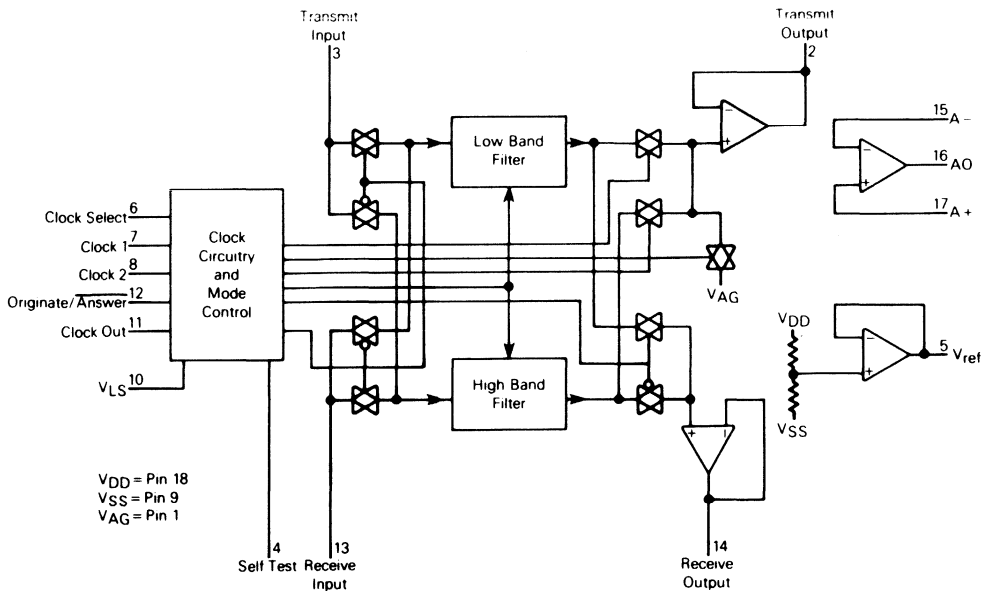 Transmit
Input
3
Transmit
Output
2
Low Band
Filter
15 A−
16 AO
17 A+
− +
− +
Clock Select 6
Clock 1 7
Clock 2 8
Originate/Answer 12
Clock Out 11
VLS 10
Clock
Circuitry
and
Mode
Control
VAG
VDD
VSS
− +
5 Vref
High Band
Filter
+ −
VDD = Pin 18
VSS = Pin 9
VAG = Pin 1
4
Self Test
13
Receive
Input
14
Receive
Output